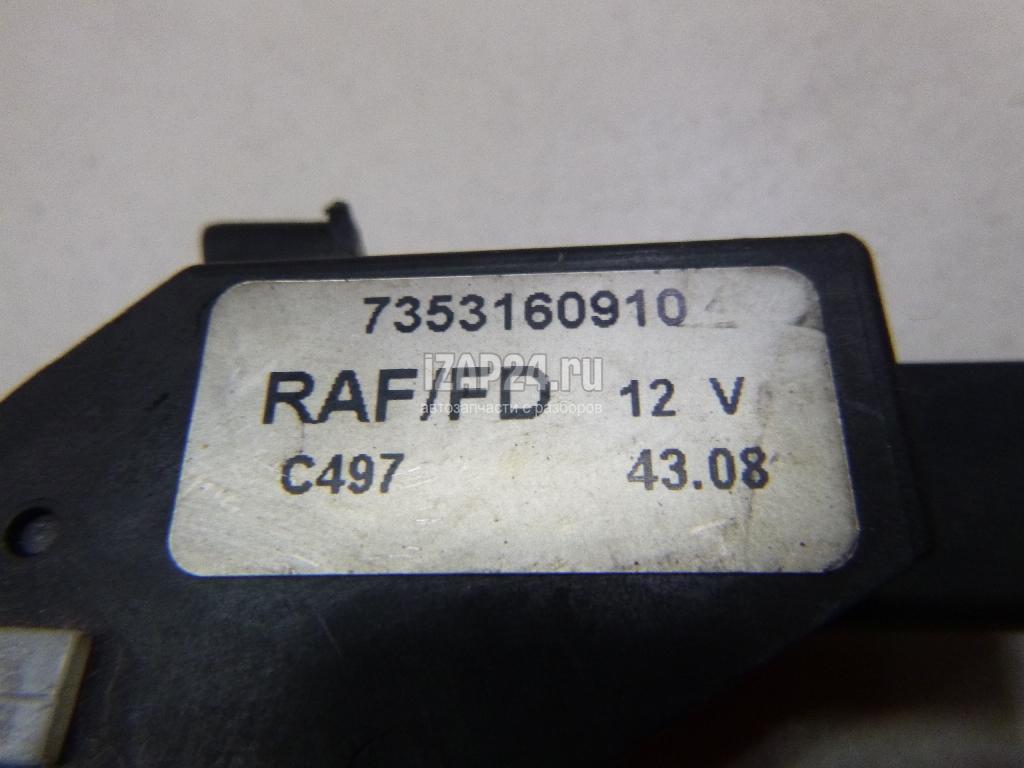 7353160910
iZAP24.ru
RAF/FD 12 V
автозапчасти с разборов
C497 43.08